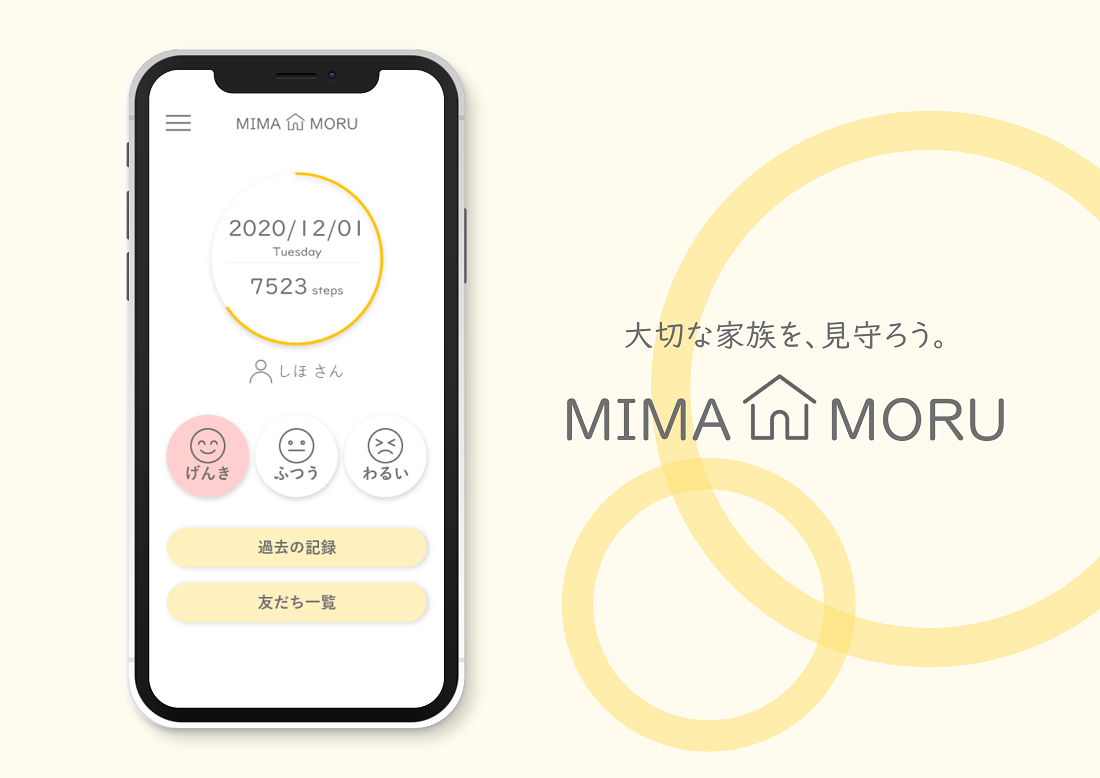 MIMA MORU
2020/12/01
Tuesday
7523 steps
しほ さん
げんき
ふつう
わるい
過去の記録
友だち一覧
大切な家族を、見守ろう。
MIMA MORU